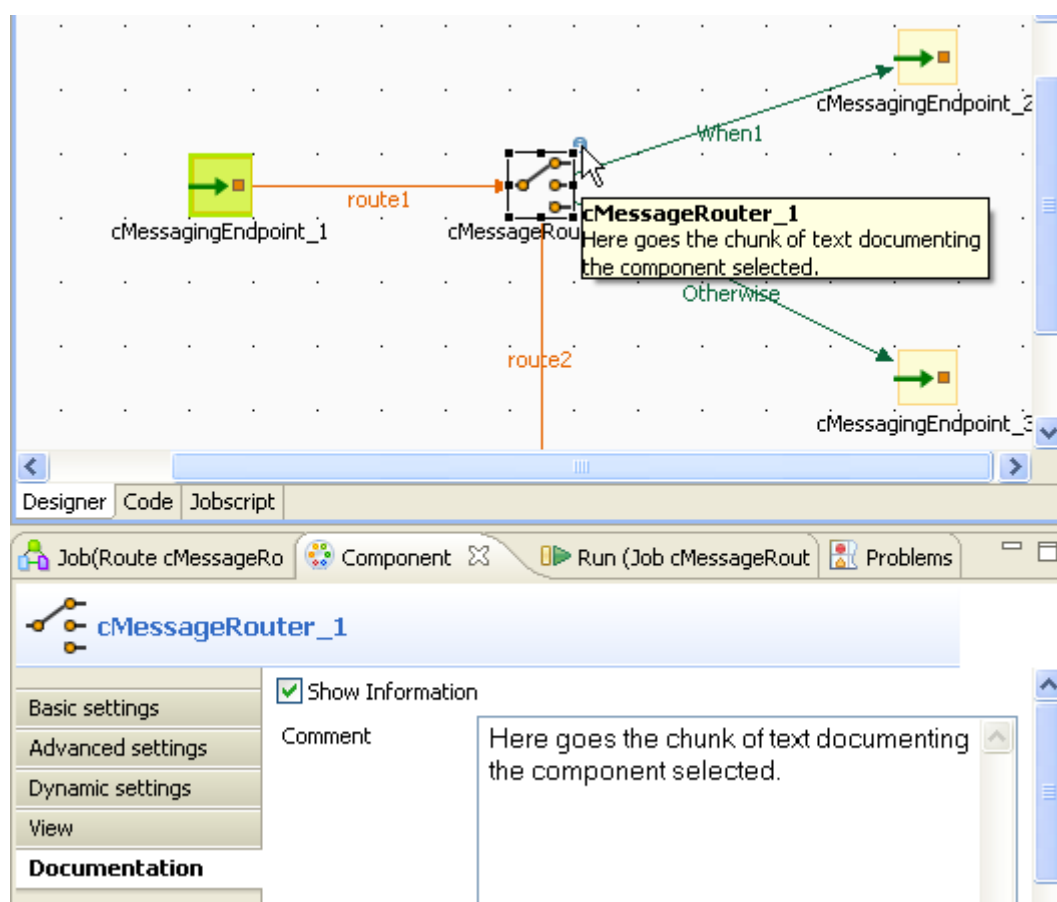 cMessagingEndpoint_2
When1
route1
cMessagingEndpoint_1
cMessageRou
cMessageRouter_1
Here goes the chunk of text documenting
the component selected.
Otherwise
route2
cMessagingEndpoint_3
Designer Code Jobscript
Job(Route cMessageRo Component Run (Job cMessageRout Problems
cMessageRouter_1
Show Information
Basic settings
Advanced settings
Dynamic settings
View
Documentation
Comment
Here goes the chunk of text documenting
the component selected.